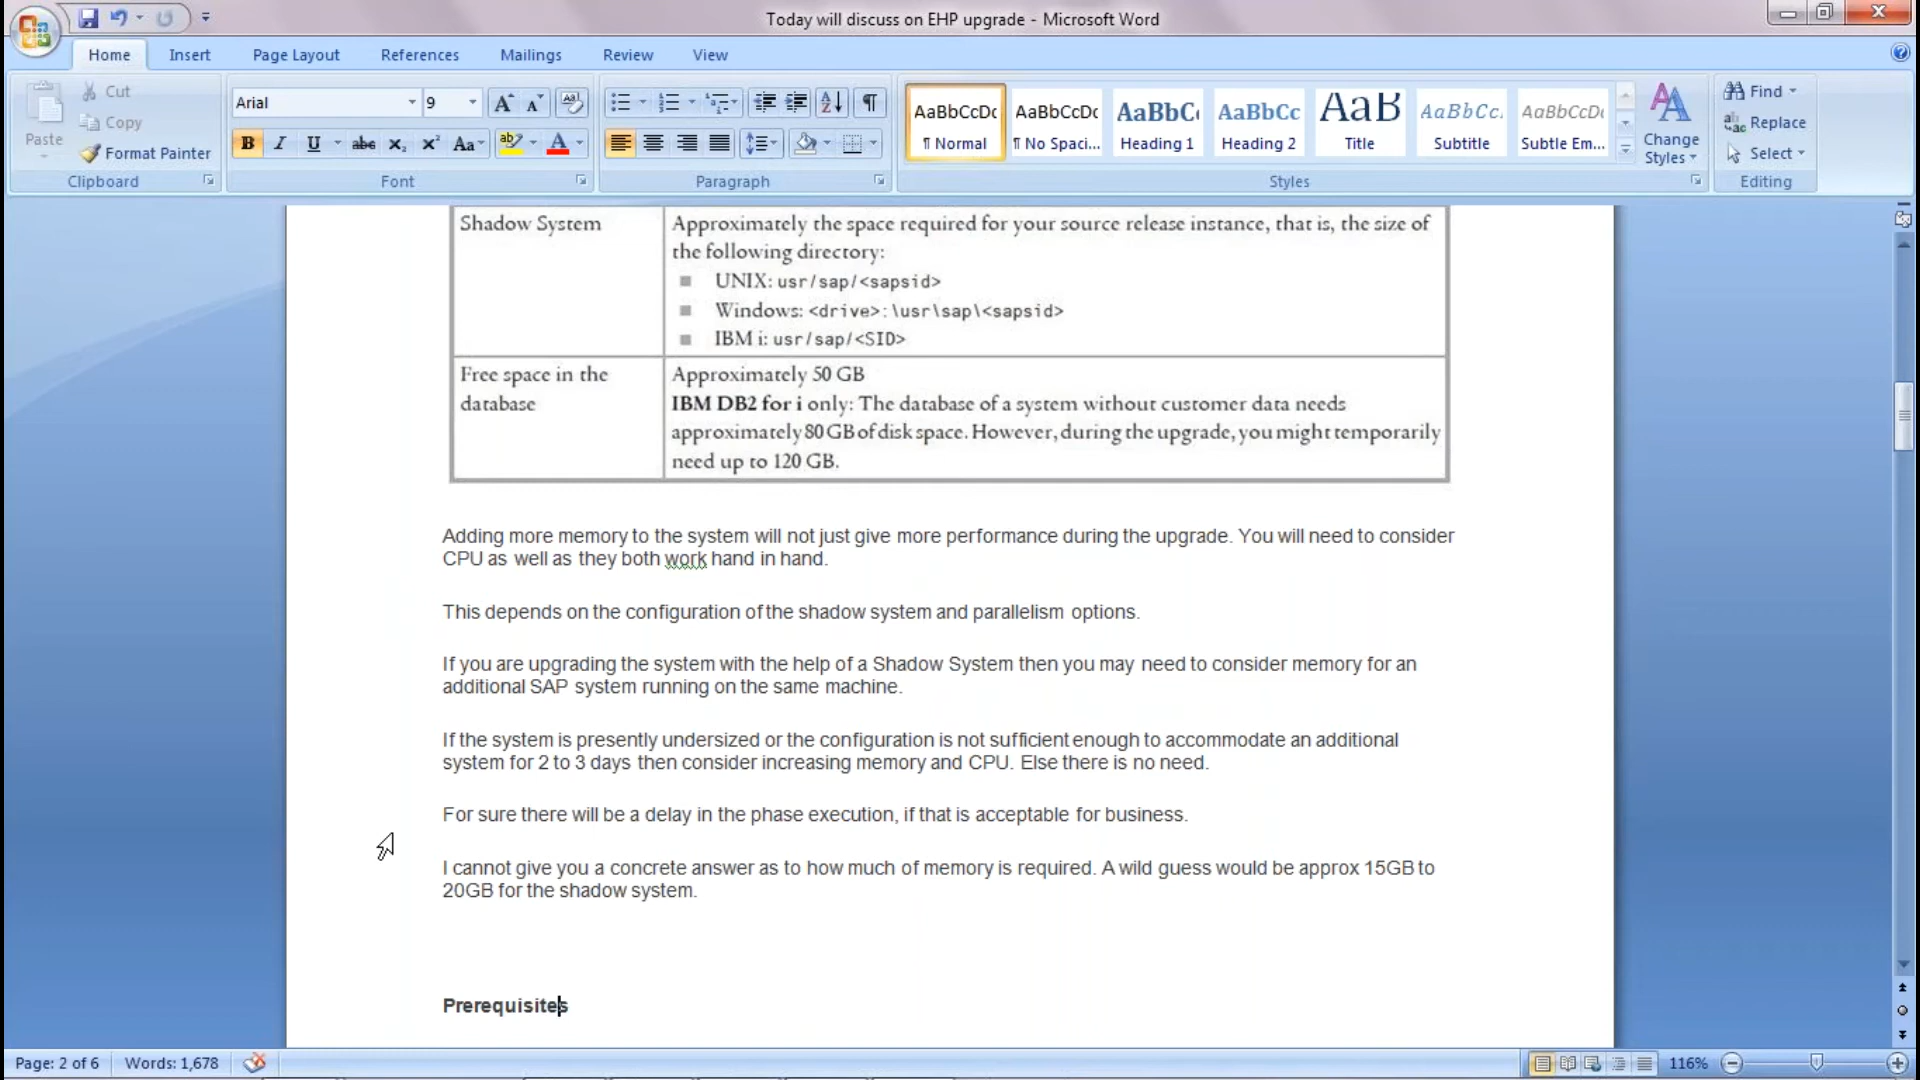 Today will discuss on EHP upgrade - Microsoft Word
Home Insert Page Layout References Mailings Review View
Paste
Cut
Copy
Format Painter
Clipboard
Arial 9
Font
Paragraph
AaBbCcDc AaBbCcDc AaBbC AaBbCc AaB AaBbCc. AaBbCcDc
¶ Normal ¶ No Spaci... Heading 1 Heading 2 Title Subtitle Subtle Em...
Change
Styles
Styles
Find
Replace
Select
Editing
Shadow System
Approximately the space required for your source release instance, that is, the size of
the following directory:
UNIX: usr/sap/<sapsid>
Windows: <drive>:\usr\sap\<sapsid>
IBM i: usr/sap/<SID>
Free space in the
database
Approximately 50 GB
IBM DB2 for i only: The database of a system without customer data needs
approximately 80 GB of disk space. However, during the upgrade, you might temporarily
need up to 120 GB.
Adding more memory to the system will not just give more performance during the upgrade. You will need to consider
CPU as well as they both work hand in hand.
This depends on the configuration of the shadow system and parallelism options.
If you are upgrading the system with the help of a Shadow System then you may need to consider memory for an
additional SAP system running on the same machine.
If the system is presently undersized or the configuration is not sufficient enough to accommodate an additional
system for 2 to 3 days then consider increasing memory and CPU. Else there is no need.
For sure there will be a delay in the phase execution, if that is acceptable for business.
I cannot give you a concrete answer as to how much of memory is required. A wild guess would be approx 15GB to
20GB for the shadow system.
Prerequisites
Page: 2 of 6 Words: 1,678 116%